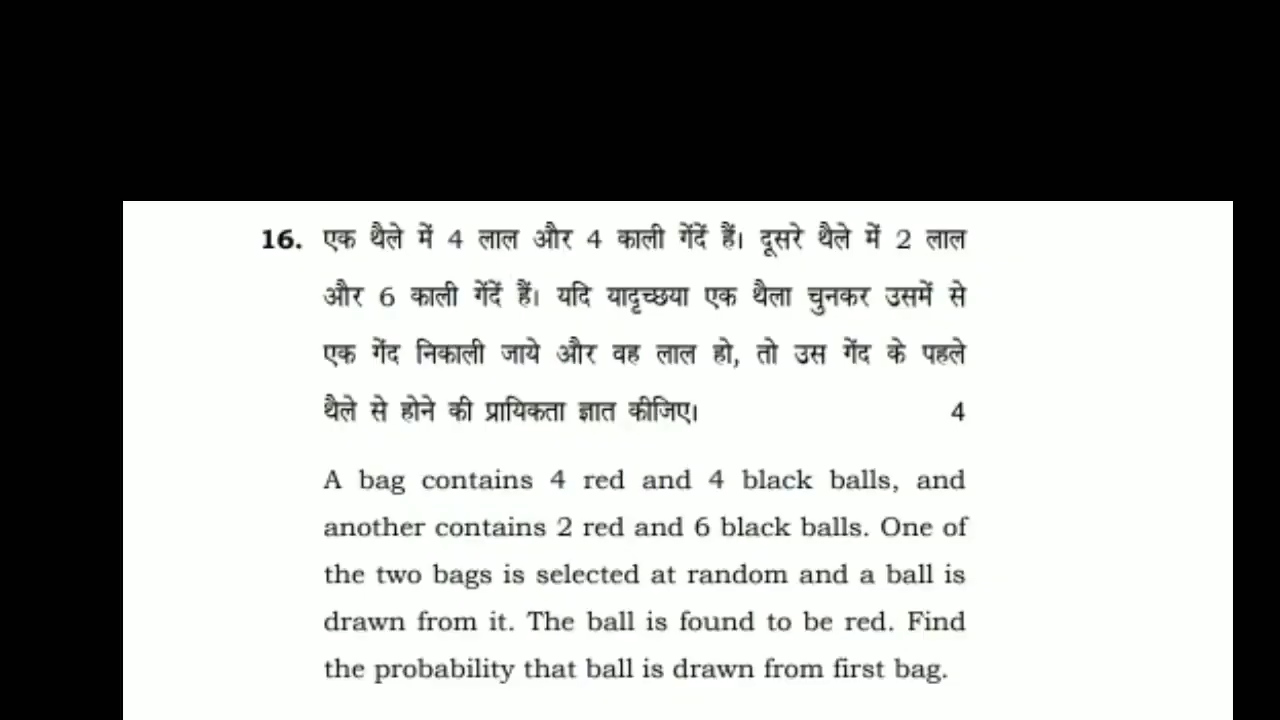 16. एक थैले में 4 लाल और 4 काली गेंदें हैं। दूसरे थैले में 2 लाल
और 6 काली गेंदें हैं। यदि यादृच्छया एक थैला चुनकर उसमें से
एक गेंद निकाली जाये और वह लाल हो, तो उस गेंद के पहले
थैले से होने की प्रायिकता ज्ञात कीजिए। 4
A bag contains 4 red and 4 black balls, and
another contains 2 red and 6 black balls. One of
the two bags is selected at random and a ball is
drawn from it. The ball is found to be red. Find
the probability that ball is drawn from first bag.